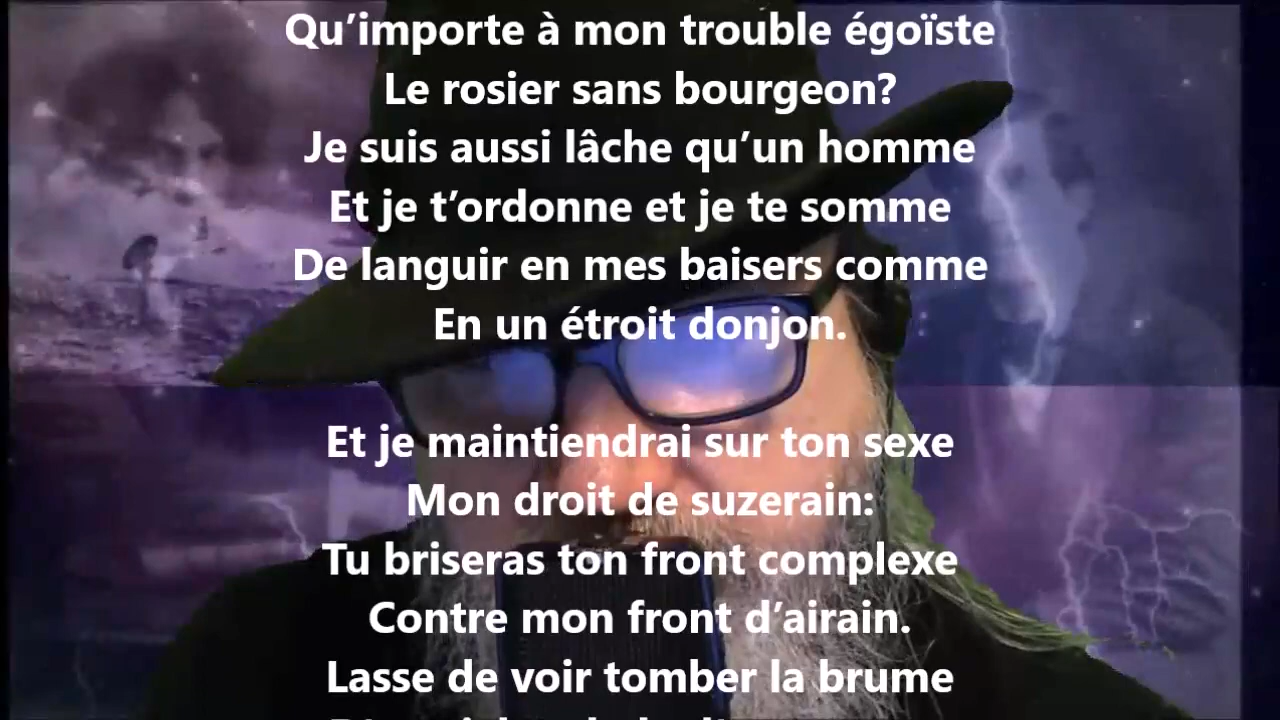 Qu’importe à mon trouble égoïste
Le rosier sans bourgeon?
Je suis aussi lâche qu’un homme
Et je t’ordonne et je te somme
De languir en mes baisers comme
En un étroit donjon.
Et je maintiendrai sur ton sexe
Mon droit de suzerain:
Tu briseras ton front complexe
Contre mon front d’airain.
Lasse de voir tomber la brume